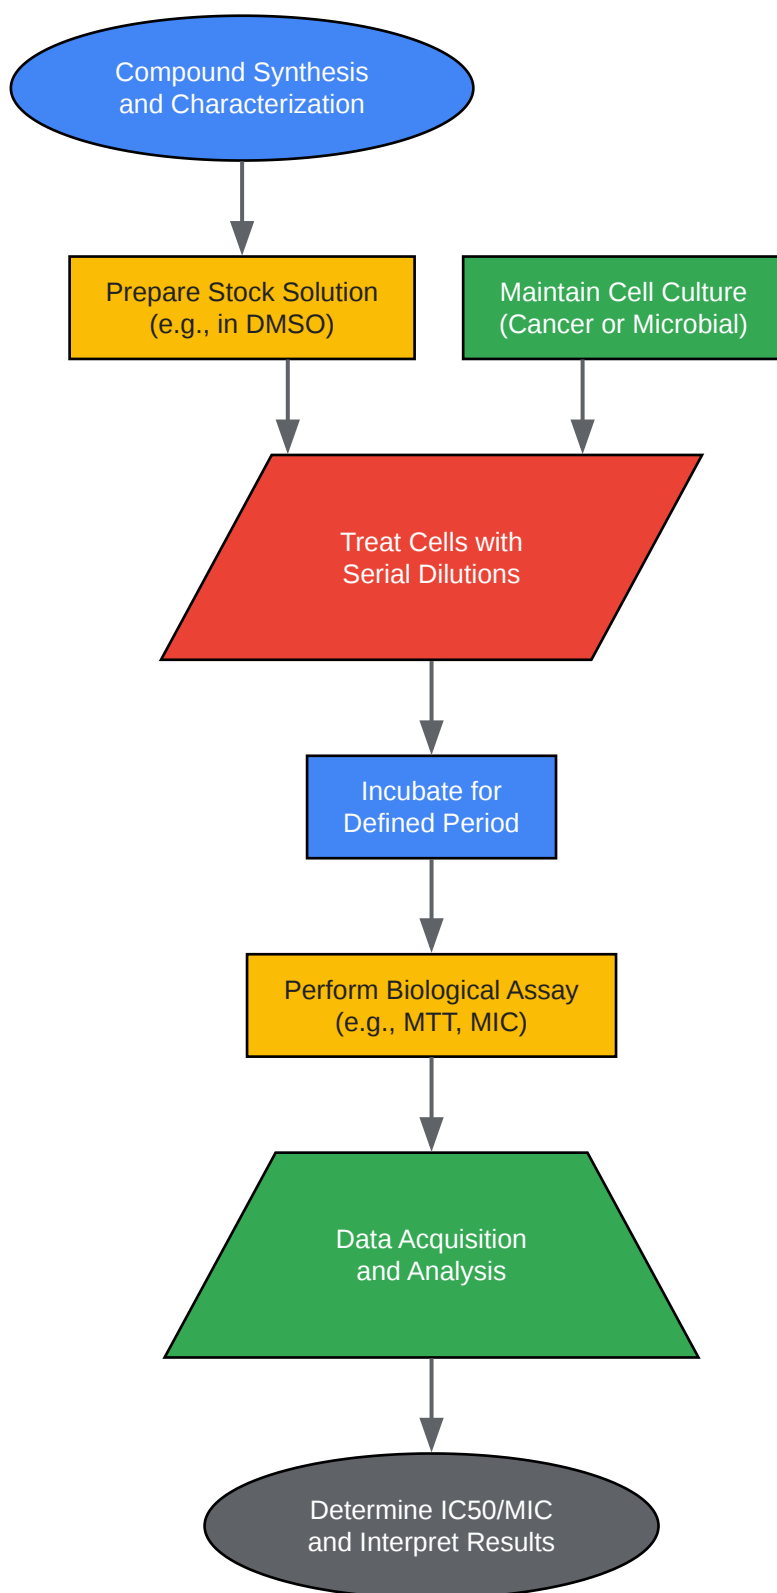 Compound Synthesis
and Characterization
Prepare Stock Solution
(e.g., in DMSO)
Maintain Cell Culture
(Cancer or Microbial)
Treat Cells with
Serial Dilutions
Incubate for
Defined Period
Perform Biological Assay
(e.g., MTT, MIC)
Data Acquisition
and Analysis
Determine IC50/MIC
and Interpret Results